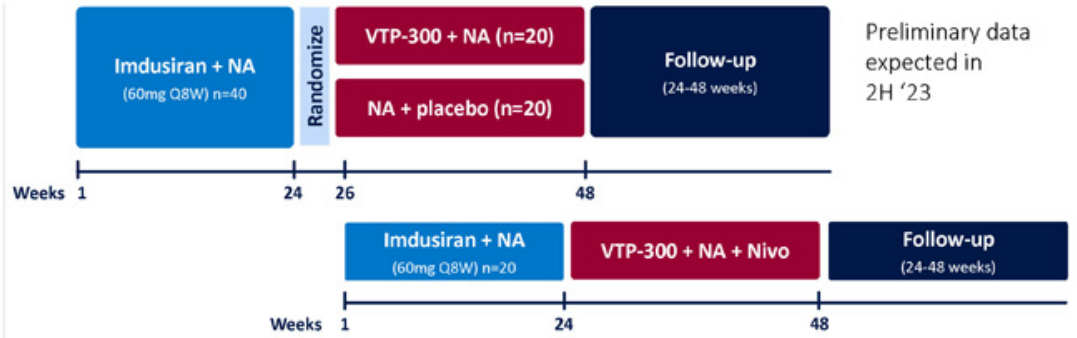 Imdusiran + NA
(60mg Q8W) n=40
Randomize
VTP-300 + NA (n=20)
NA + placebo (n=20)
Follow-up
(24-48 weeks)
Preliminary data
expected in
2H ‘23
Weeks 1 24 26 48
Imdusiran + NA
(60mg Q8W) n=20
VTP-300 + NA + Nivo
Follow-up
(24-48 weeks)
Weeks 1 24 48